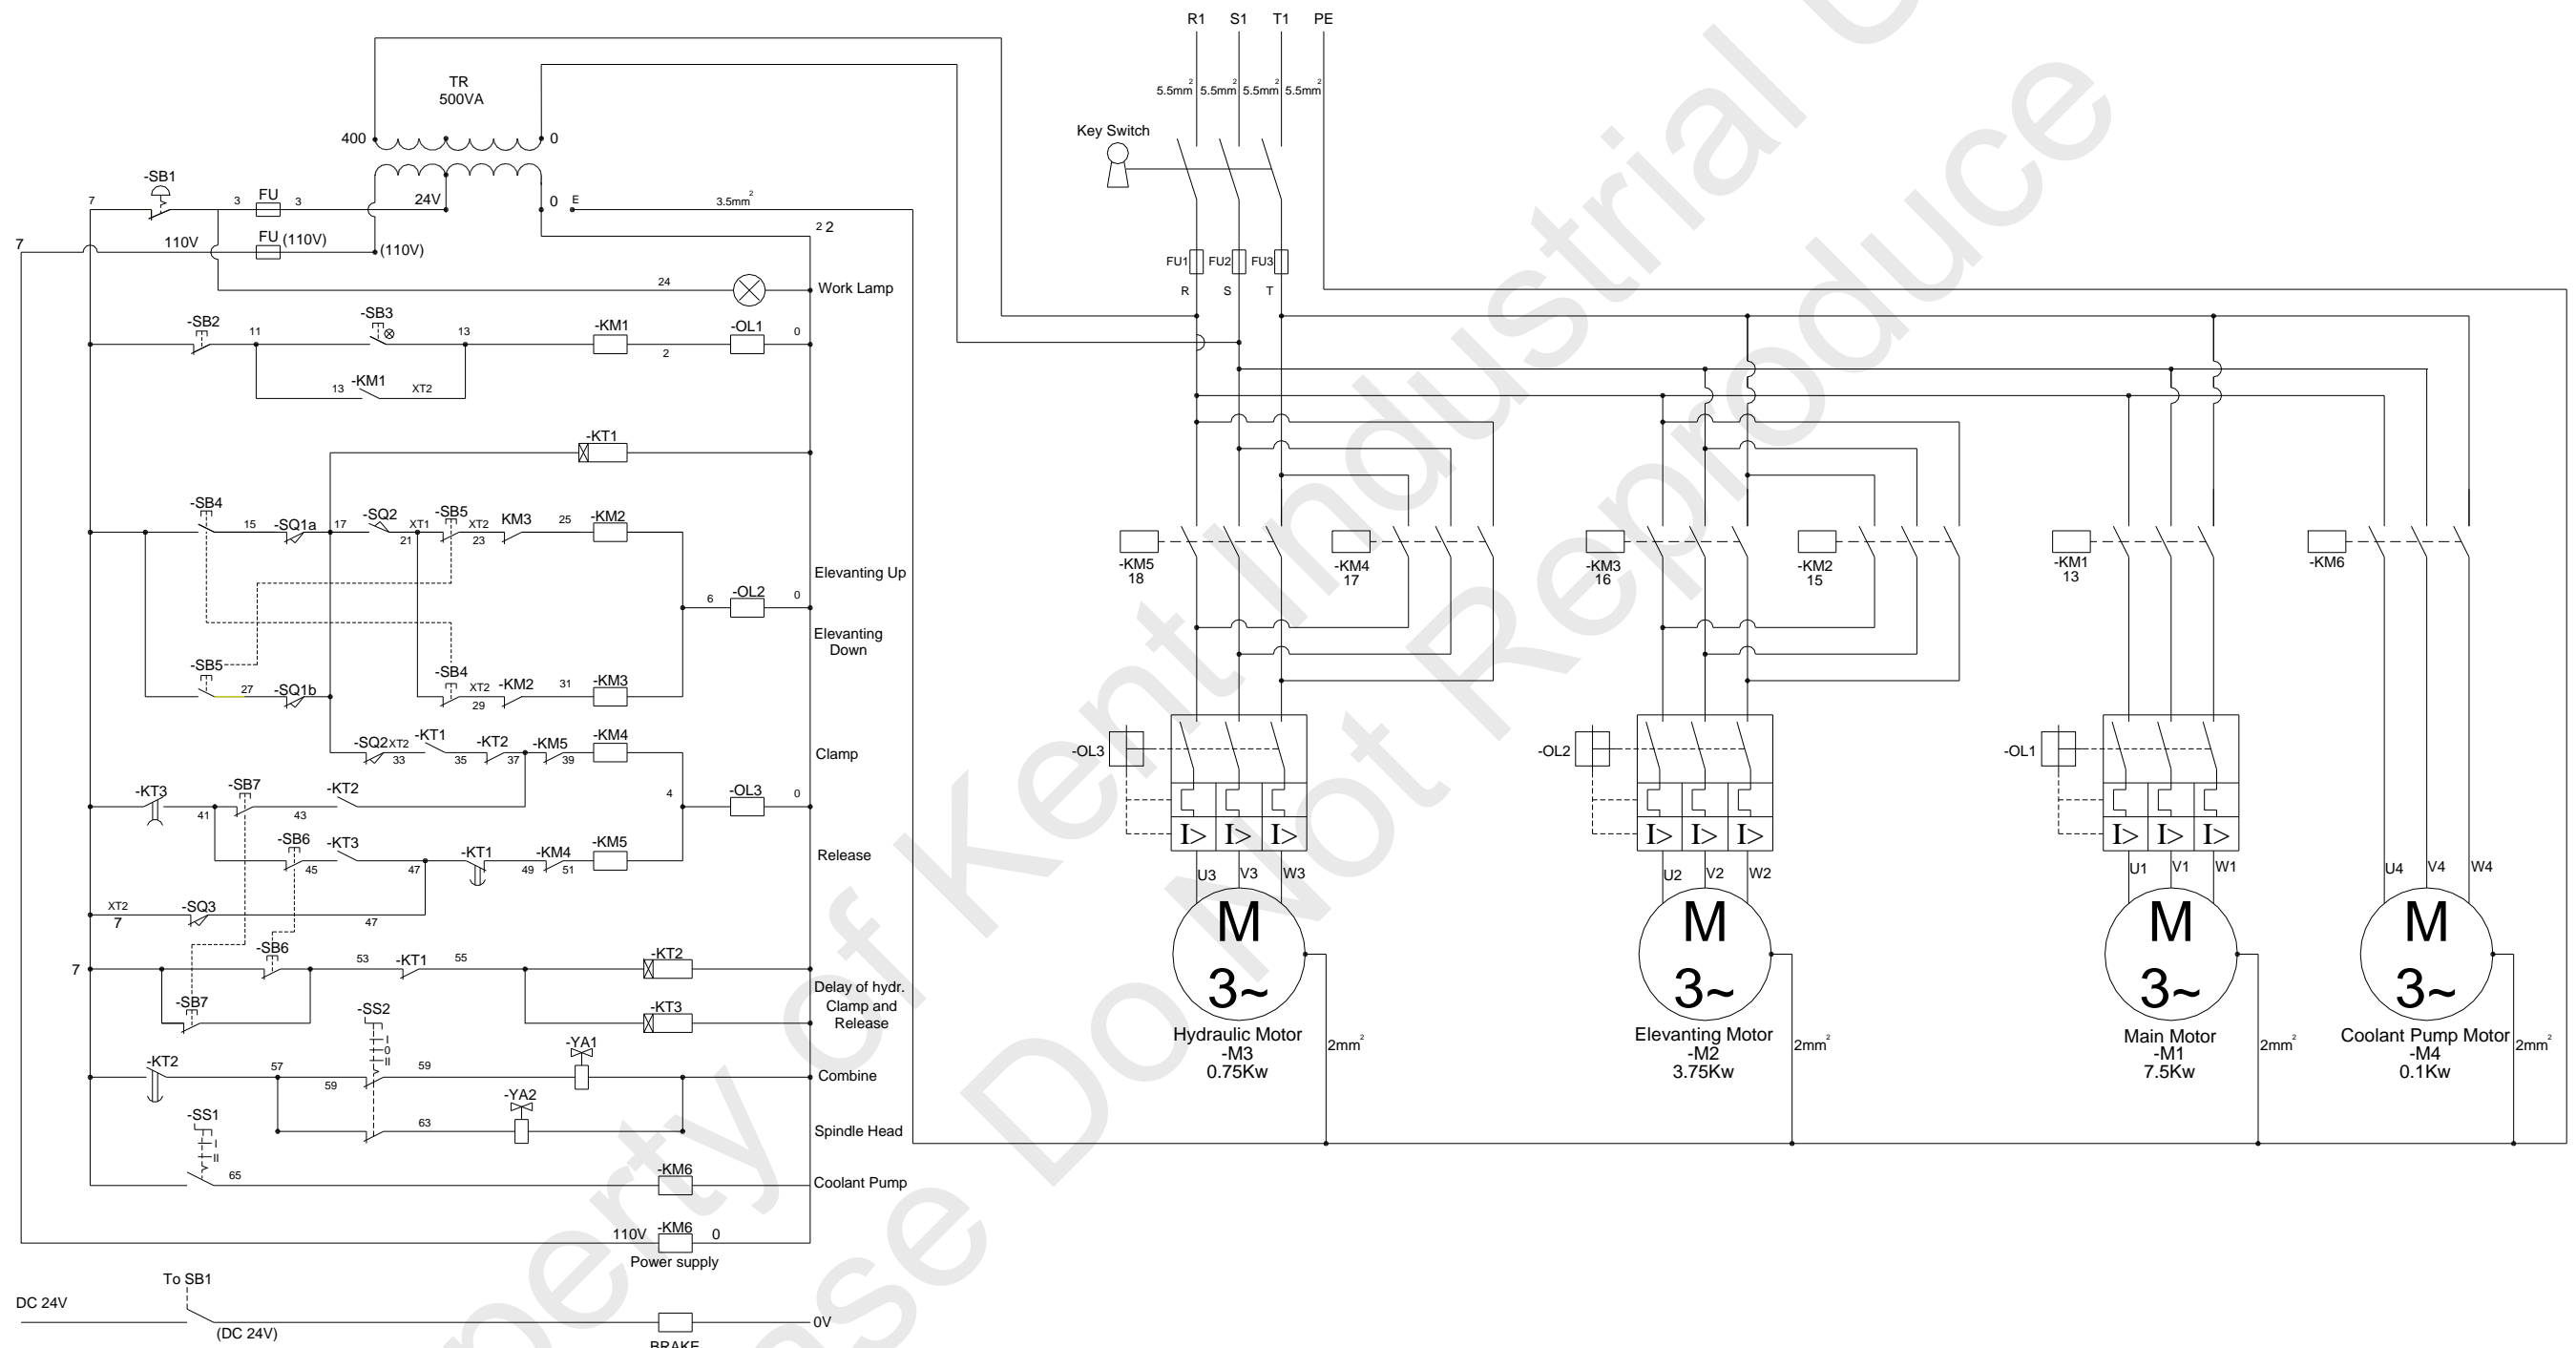 R1 S1 T1 PE
5.5mm² 5.5mm² 5.5mm² 5.5mm²
TR
500VA
400 0
Key Switch
-SB1
7 3 FU 3 24V 0 E 3.5mm²
2 2
7 110V FU (110V) (110V)
FU1 FU2 FU3
R S T
24 Work Lamp
-SB2 11 -SB3 13 -KM1 2 -OL1 0
13 -KM1 XT2
-KT1
-SB4 15 -SQ1a 17 -SQ2 XT1 21 -SB5 XT2 23 KM3 25 -KM2
Elevanting Up
6 -OL2 0
Elevanting
Down
-SB5 27 -SQ1b -SB4 XT2 29 -KM2 31 -KM3
-SQ2 XT2 33 -KT1 35 -KT2 37 -KM5 39 -KM4 Clamp
-KT3 41 -SB7 43 -KT2 4 -OL3 0
-SB6 45 -KT3 47 -KT1 49 -KM4 51 -KM5 Release
XT2 7 -SQ3 47
7 -SB6 53 -KT1 55 -KT2
-SB7 -KT3
Delay of hydr.
Clamp and
Release
-SS2
I
0
II
-KT2 57 59 59 -YA1 Combine
63 -YA2 Spindle Head
-SS1
I
II
65 -KM6 Coolant Pump
110V -KM6 0
Power supply
To SB1
DC 24V (DC 24V) 0V
BRAKE
-KM5
18
-KM4
17
-KM3
16
-KM2
15
-KM1
13
-KM6
-OL3 -OL2 -OL1
I> I> I> I> I> I> I> I> I>
U3 V3 W3 U2 V2 W2 U1 V1 W1 U4 V4 W4
M M M M
3~ 3~ 3~ 3~
Hydraulic Motor
-M3
0.75Kw
2mm²
Elevanting Motor
-M2
3.75Kw
2mm²
Main Motor
-M1
7.5Kw
2mm²
Coolant Pump Motor
-M4
0.1Kw
2mm²
perty of Kent Industrial U
ase Do Not Reproduce